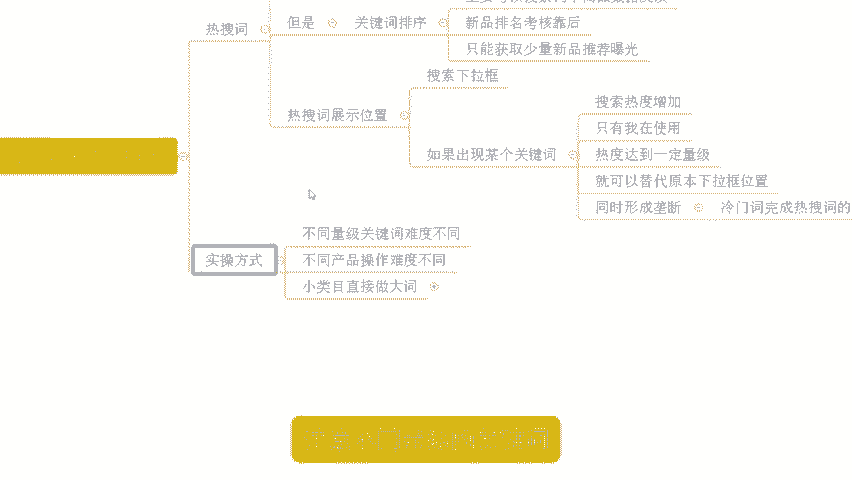 热搜词
但是
关键词排序
新品排名考核靠后
只能获取少量新品推荐曝光
热搜词展示位置
搜索下拉框
如果出现某个关键词
搜索热度增加
只有我在使用
热度达到一定量级
就可以替代原本下拉框位置
同时形成垄断
冷门词完成热搜词的
实操方式
不同量级关键词难度不同
不同产品操作难度不同
小类目直接做大词